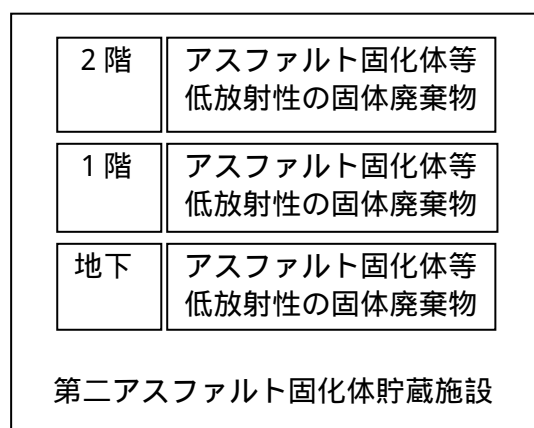 2 階
アスファルト固化体等
低放射性の固体廃棄物
1 階
アスファルト固化体等
低放射性の固体廃棄物
地下
アスファルト固化体等
低放射性の固体廃棄物
第二アスファルト固化体貯蔵施設